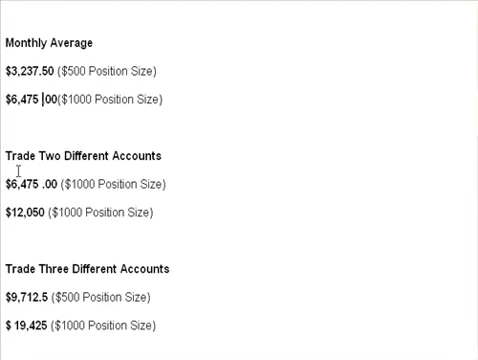 Monthly Average
$3,237.50 ($500 Position Size)
$6,475 00($1000 Position Size)
Trade Two Different Accounts
$6,475 .00 ($1000 Position Size)
$12,050 ($1000 Position Size)
Trade Three Different Accounts
$9,712.5 ($500 Position Size)
$ 19,425 ($1000 Position Size)